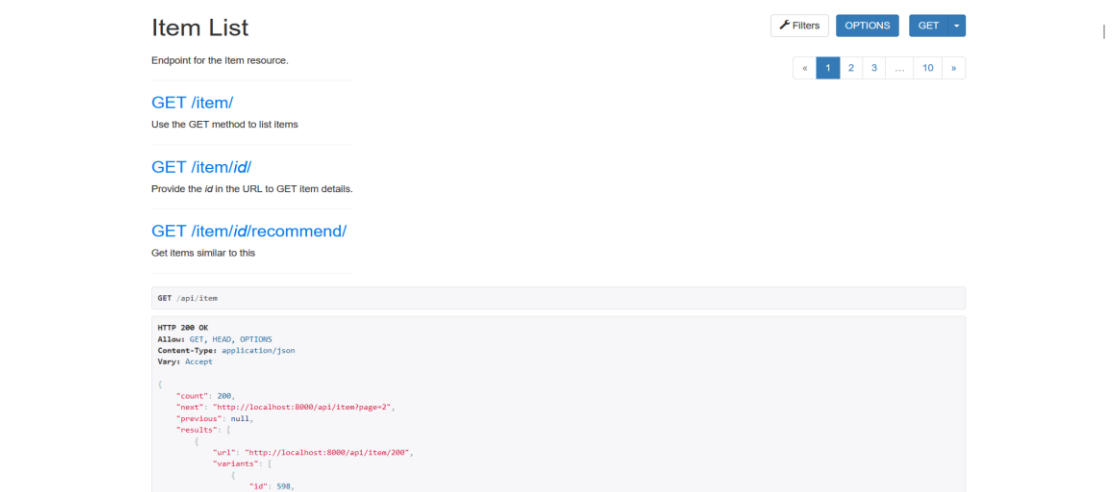 Item List
Filters
OPTIONS
GET
Endpoint for the Item resource.
« 1 2 3 … 10 »
GET /item/
Use the GET method to list items
GET /item/id/
Provide the id in the URL to GET item details.
GET /item/id/recommend/
Get items similar to this
GET /api/item
HTTP 200 OK
Allow: GET, HEAD, OPTIONS
Content-Type: application/json
Vary: Accept
{
"count": 200,
"next": "http://localhost:8000/api/item?page=2",
"previous": null,
"results": [
{
"url": "http://localhost:8000/api/item/200",
"variants": [
{
"id": 598,